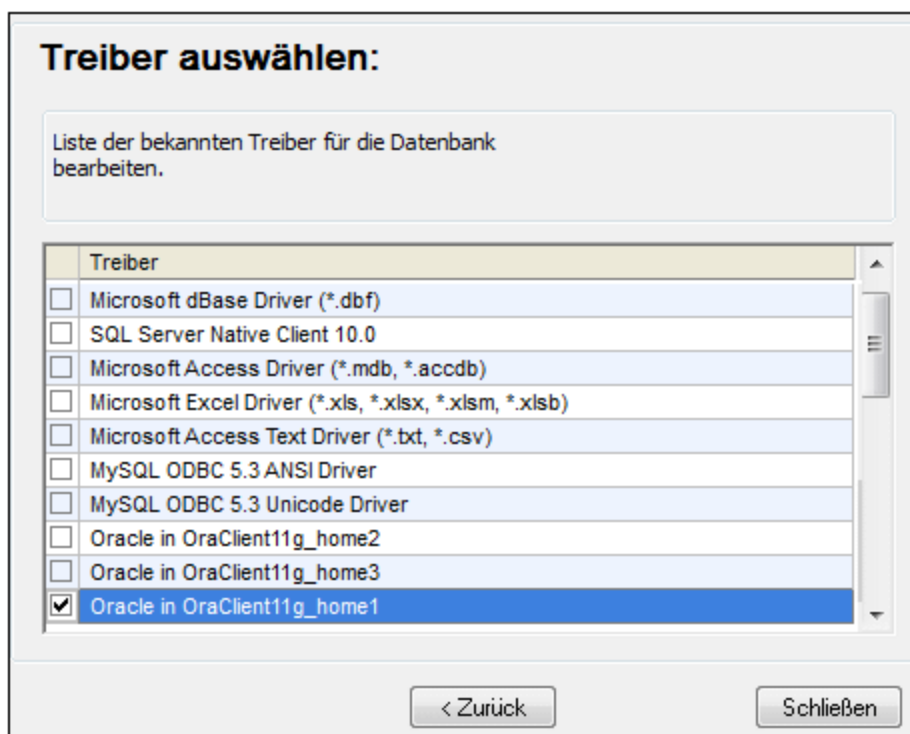 Treiber auswählen:
Liste der bekannten Treiber für die Datenbank
bearbeiten.
Treiber
Microsoft dBase Driver (*.dbf)
SQL Server Native Client 10.0
Microsoft Access Driver (*.mdb, *.accdb)
Microsoft Excel Driver (*.xls, *.xlsx, *.xlsm, *.xlsb)
Microsoft Access Text Driver (*.txt, *.csv)
MySQL ODBC 5.3 ANSI Driver
MySQL ODBC 5.3 Unicode Driver
Oracle in OraClient11g_home2
Oracle in OraClient11g_home3
Oracle in OraClient11g_home1
< Zurück
Schließen